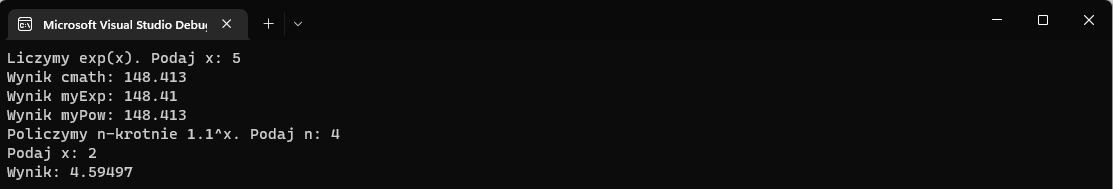 Microsoft Visual Studio Debug
Liczymy exp(x). Podaj x: 5
Wynik cmath: 148.413
Wynik myExp: 148.41
Wynik myPow: 148.413
Policzymy n-krotnie 1.1^x. Podaj n: 4
Podaj x: 2
Wynik: 4.59497